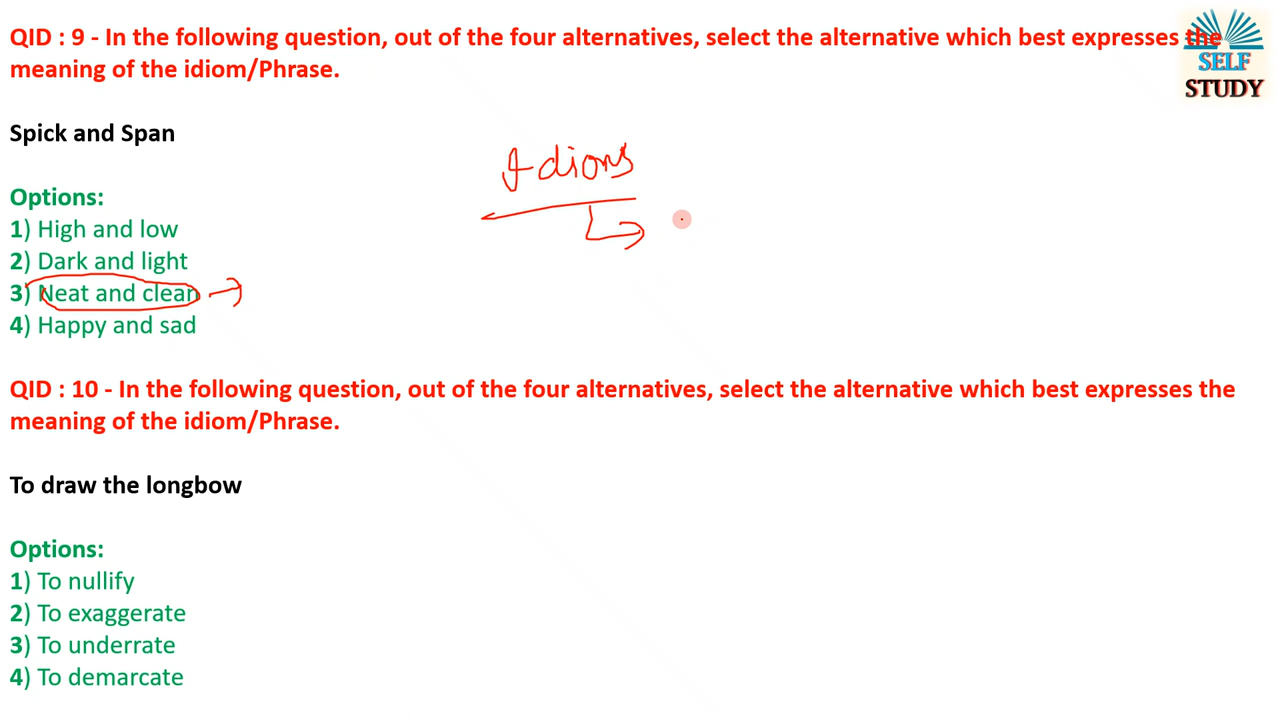 QID : 9 - In the following question, out of the four alternatives, select the alternative which best expresses the
meaning of the idiom/Phrase.
SELF
STUDY
Spick and Span
Idioms
Options:
1) High and low
2) Dark and light
3) Neat and clean
4) Happy and sad
QID : 10 - In the following question, out of the four alternatives, select the alternative which best expresses the
meaning of the idiom/Phrase.
To draw the longbow
Options:
1) To nullify
2) To exaggerate
3) To underrate
4) To demarcate